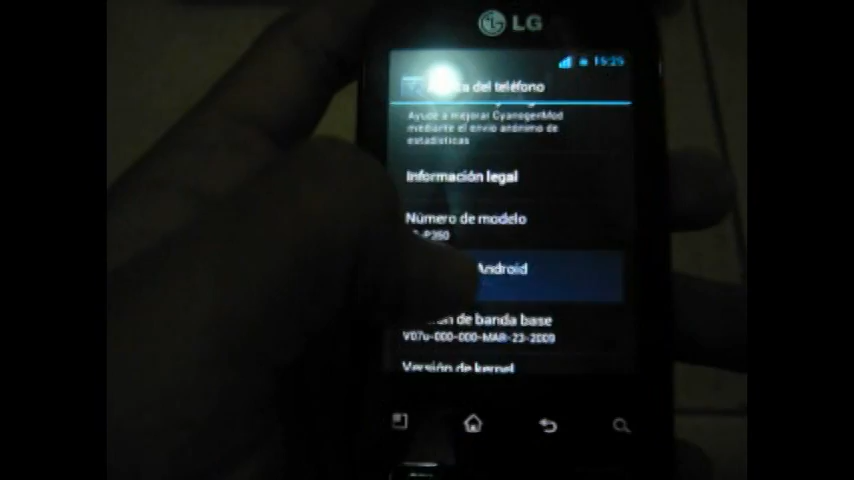 LG
15:25
del teléfono
Ayude a mejorar CyanogenMod
mediante el envío anónimo de
estadísticas
Información legal
Número de modelo
Android
de banda base
V07u-000-000-MAR-23-2009
Versión de kernel